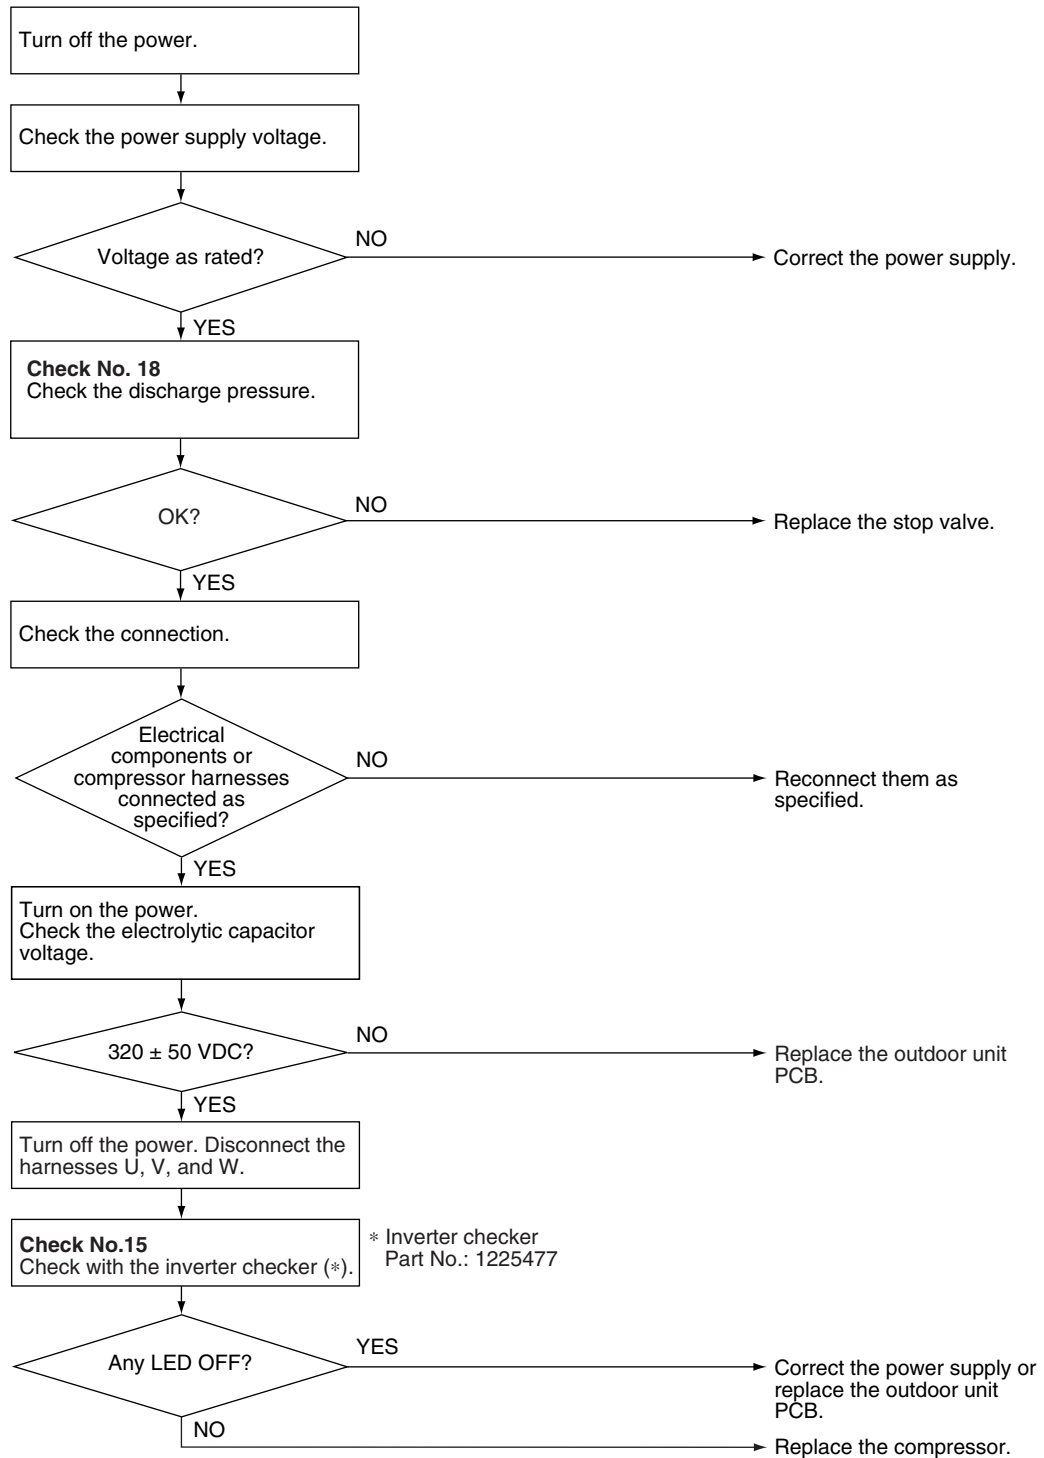 Turn off the power.
Check the power supply voltage.
Voltage as rated?
NO
Correct the power supply.
YES
Check No. 18
Check the discharge pressure.
OK?
NO
Replace the stop valve.
YES
Check the connection.
Electrical
components or
compressor harnesses
connected as
specified?
NO
Reconnect them as
specified.
YES
Turn on the power.
Check the electrolytic capacitor
voltage.
320 ± 50 VDC?
NO
Replace the outdoor unit
PCB.
YES
Turn off the power. Disconnect the
harnesses U, V, and W.
Check No.15
Check with the inverter checker (∗).
∗ Inverter checker
Part No.: 1225477
Any LED OFF?
YES
Correct the power supply or
replace the outdoor unit
PCB.
NO
Replace the compressor.